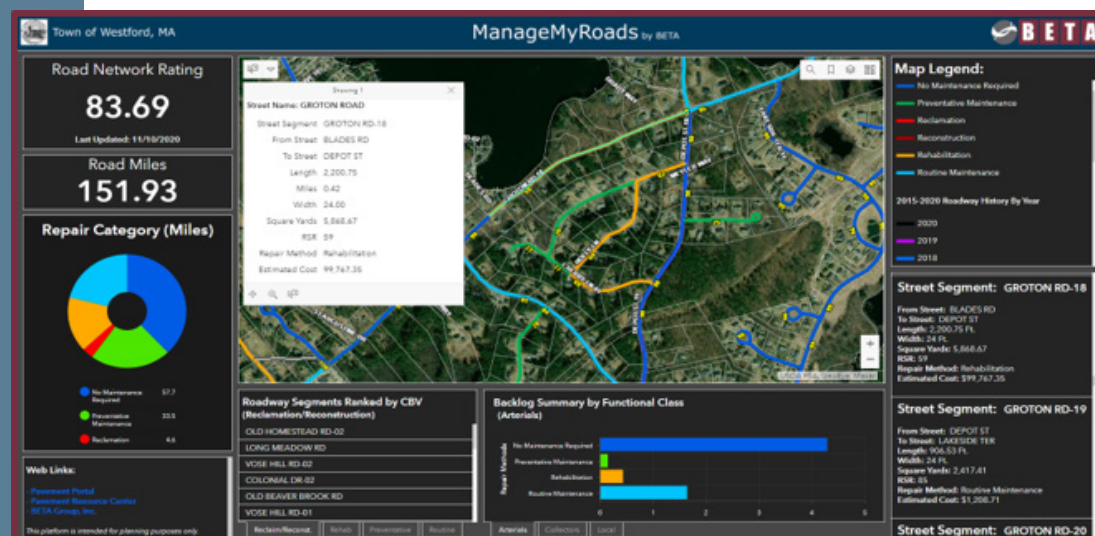 Town of Westford, MA
ManageMyRoads by BETA
BETA
Road Network Rating
83.69
Last Updated: 11/10/2020
Road Miles
151.93
Repair Category (Miles)
No Maintenance Required 57.7
Preventative Maintenance 33.5
Reclamation 4.6
Web Links:
- Pavement Portal
- Pavement Resource Center
- BETA Group, Inc.
This platform is intended for planning purposes only.
Showing 1
Street Name: GROTON ROAD
Street Segment GROTON RD-18
From Street BLADES RD
To Street DEPOT ST
Length 2,200.75
Miles 0.42
Width 24.00
Square Yards 5,868.67
RSR 59
Repair Method Rehabilitation
Estimated Cost 99,767.35
Roadway Segments Ranked by CBV
(Reclamation/Reconstruction)
OLD HOMESTEAD RD-02
LONG MEADOW RD
VOSE HILL RD-02
COLONIAL DR-02
OLD BEAVER BROOK RD
VOSE HILL RD-01
Reclaim/Reconst. Rehab Preventative Routine
Backlog Summary by Functional Class
(Arterials)
Repair Methods
No Maintenance Required
Preventative Maintenance
Rehabilitation
Routine Maintenance
0 1 2 3 4 5
Arterials Collectors Local
Map Legend:
No Maintenance Required
Preventative Maintenance
Reclamation
Reconstruction
Rehabilitation
Routine Maintenance
2015-2020 Roadway History By Year
2020
2019
2018
Street Segment: GROTON RD-18
From Street: BLADES RD
To Street: DEPOT ST
Length: 2,200.75 Ft.
Width: 24 Ft.
Square Yards: 5,868.67
RSR: 59
Repair Method: Rehabilitation
Estimated Cost: $99,767.35
Street Segment: GROTON RD-19
From Street: DEPOT ST
To Street: LAKESIDE TER
Length: 906.53 Ft.
Width: 24 Ft.
Square Yards: 2,417.41
RSR: 85
Repair Method: Routine Maintenance
Estimated Cost: $1,208.71
Street Segment: GROTON RD-20